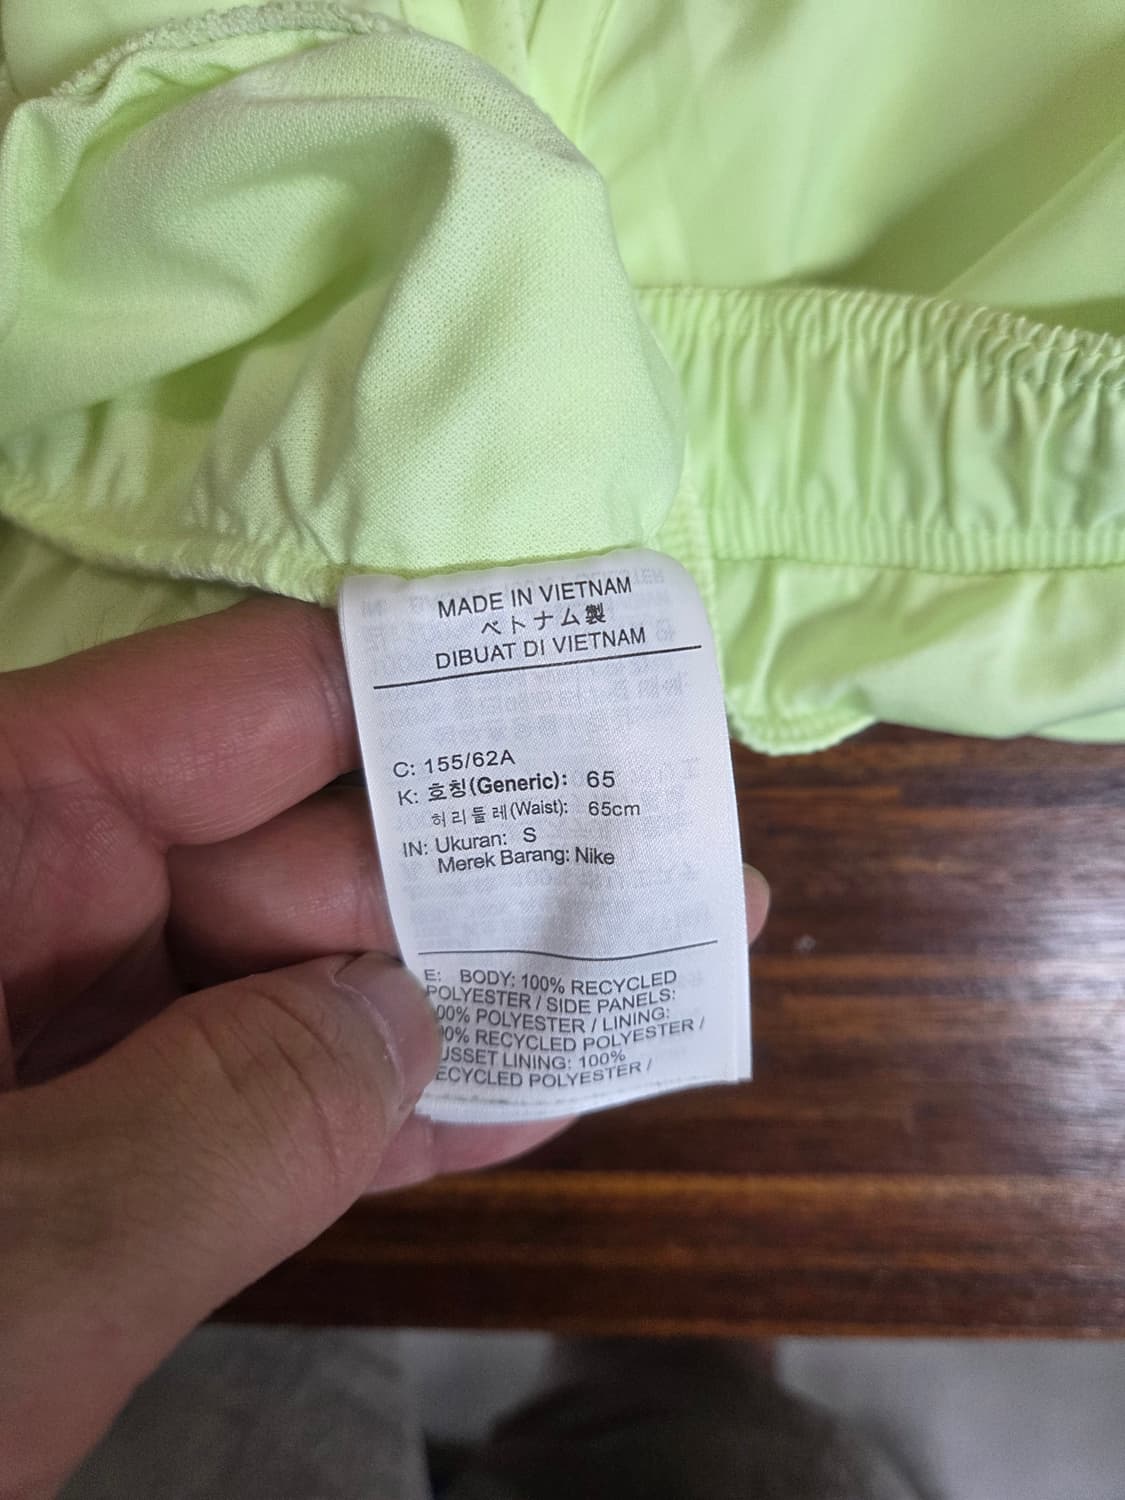 MADE IN VIETNAM
ベトナム製
DIBUAT DI VIETNAM
C: 155/62A
K: 호칭(Generic): 65
허리둘레(Waist): 65cm
IN: Ukuran: S
Merek Barang: Nike
E: BODY: 100% RECYCLED
POLYESTER / SIDE PANELS:
00% POLYESTER / LINING:
0% RECYCLED POLYESTER /
USSET LINING: 100%
ECYCLED POLYESTER /